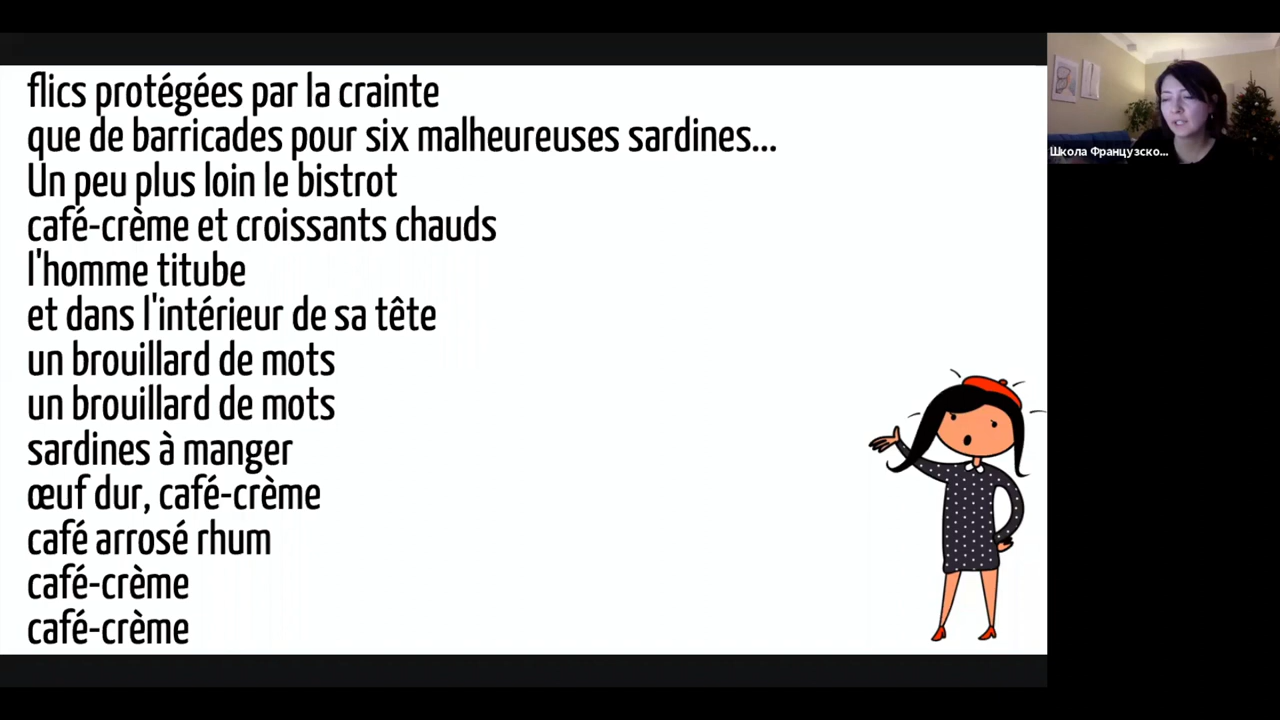 flics protégées par la crainte
que de barricades pour six malheureuses sardines...
Un peu plus loin le bistrot
café-crème et croissants chauds
l'homme titube
et dans l'intérieur de sa tête
un brouillard de mots
un brouillard de mots
sardines à manger
œuf dur, café-crème
café arrosé rhum
café-crème
café-crème
Школа Французско...